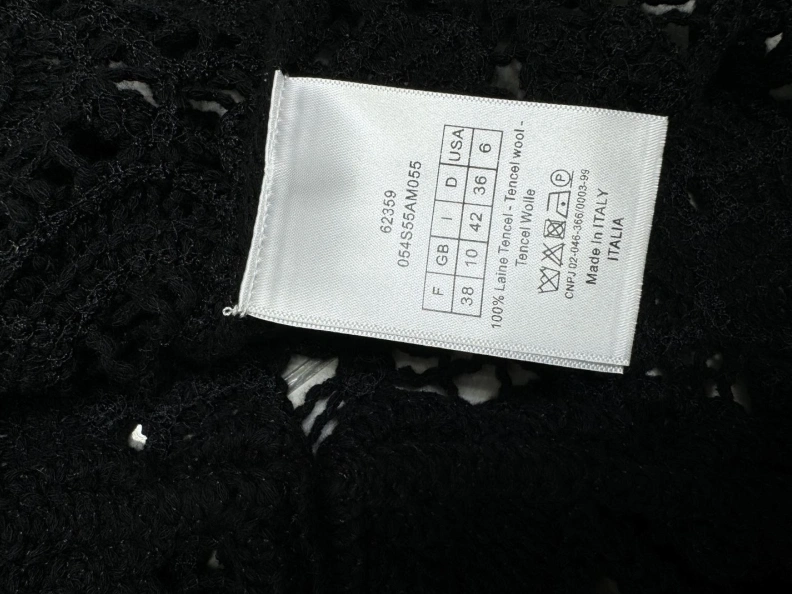 62359
054S55AM055
F GB I D USA
38 10 42 36 6
100% Laine Tencel - Tencel wool -
Tencel Wolle
P
CNPJ 02-046-366/0003-99
Made In ITALY
ITALIA